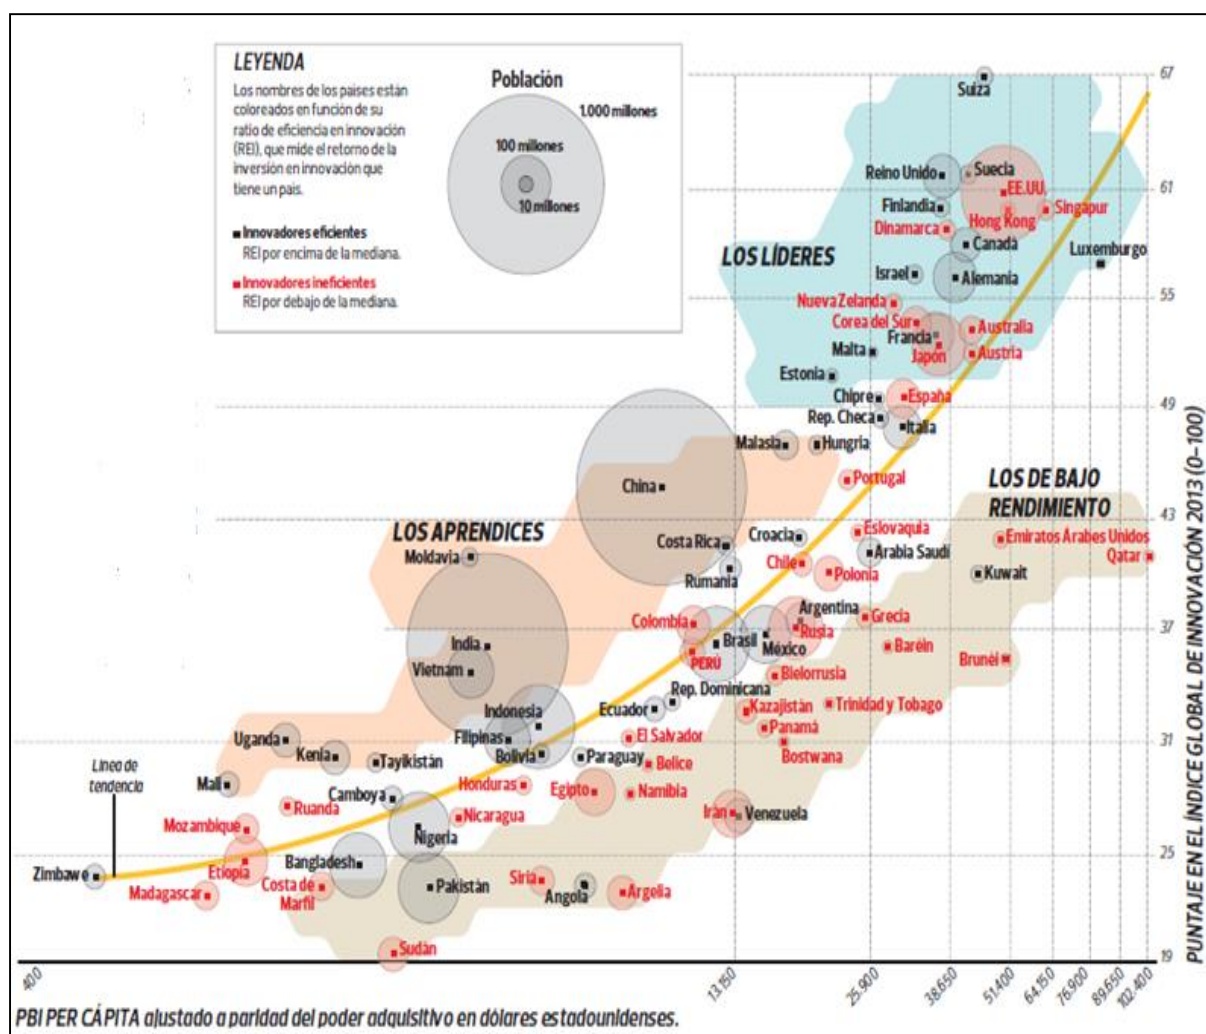 LEYENDA
Los nombres de los países están
coloreados en función de su
ratio de eficiencia en innovación
(REI), que mide el retorno de la
inversión en innovación que
tiene un país.
■ Innovadores eficientes
REI por encima de la mediana.
■ Innovadores ineficientes
REI por debajo de la mediana.
Población
1.000 millones
100 millones
10 millones
67
Suiza
Reino Unido
Suecia
61
EE.UU.
Finlandia
Hong Kong
Singapur
Dinamarca
Canadá
Luxemburgo
LOS LÍDERES
Israel
Alemania
55
Nueva Zelanda
Corea del Sur
Australia
Francia
Japón
Malta
Austria
Estonia
Chipre
España
49
Rep. Checa
Italia
Malasia
Hungria
Portugal
LOS DE BAJO
RENDIMIENTO
China
43
LOS APRENDICES
Croacia
Eslovaquia
Emiratos Árabes Unidos
Costa Rica
Arabia Saudí
Qatar
Moldavia
Chile
Rumanía
Polonia
Kuwait
Colombia
Argentina
Grecia
37
Rusia
India
Brasil
México
PERÚ
Baréin
Brunéi
Vietnam
Bielorrusia
Rep. Dominicana
Indonesia
Ecuador
Kazajistán
Trinidad y Tobago
Uganda
Filipinas
El Salvador
Panamá
31
Kenia
Bolivia
Paraguay
Bostwana
Tayikistán
Belice
Línea de
tendencia
Mali
Honduras
Egipto
Namibia
Camboya
Ruanda
Irán
Venezuela
Mozambique
Nicaragua
Nigeria
25
Zimbawe
Etiopía
Bangladesh
Madagascar
Costa de
Marfil
Pakistán
Siria
Angola
Argelia
Sudán
19
400
13.150
25.900
38.650
51.400
64.150
76.900
89.650
102.400
PUNTAJE EN EL ÍNDICE GLOBAL DE INNOVACIÓN 2013 (0-100)
PBI PER CÁPITA ajustado a paridad del poder adquisitivo en dólares estadounidenses.